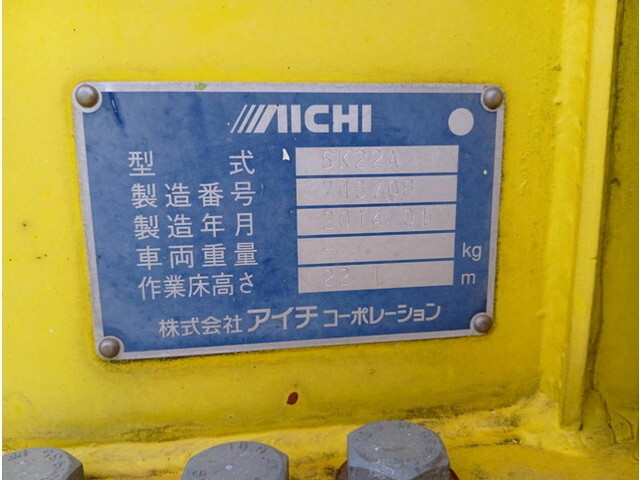 AICHI
型式 SK22A
製造番号
製造年月 2014.01
車両重量 - kg
作業床高さ 22 m
株式会社 アイチ コーポレーション